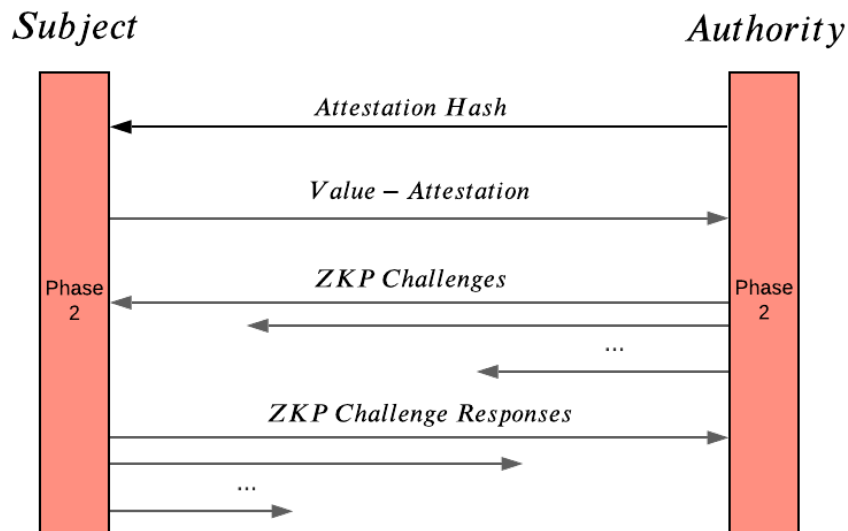 Subject
Authority
Attestation Hash
Value – Attestation
ZKP Challenges
Phase
2
Phase
2
...
ZKP Challenge Responses
...